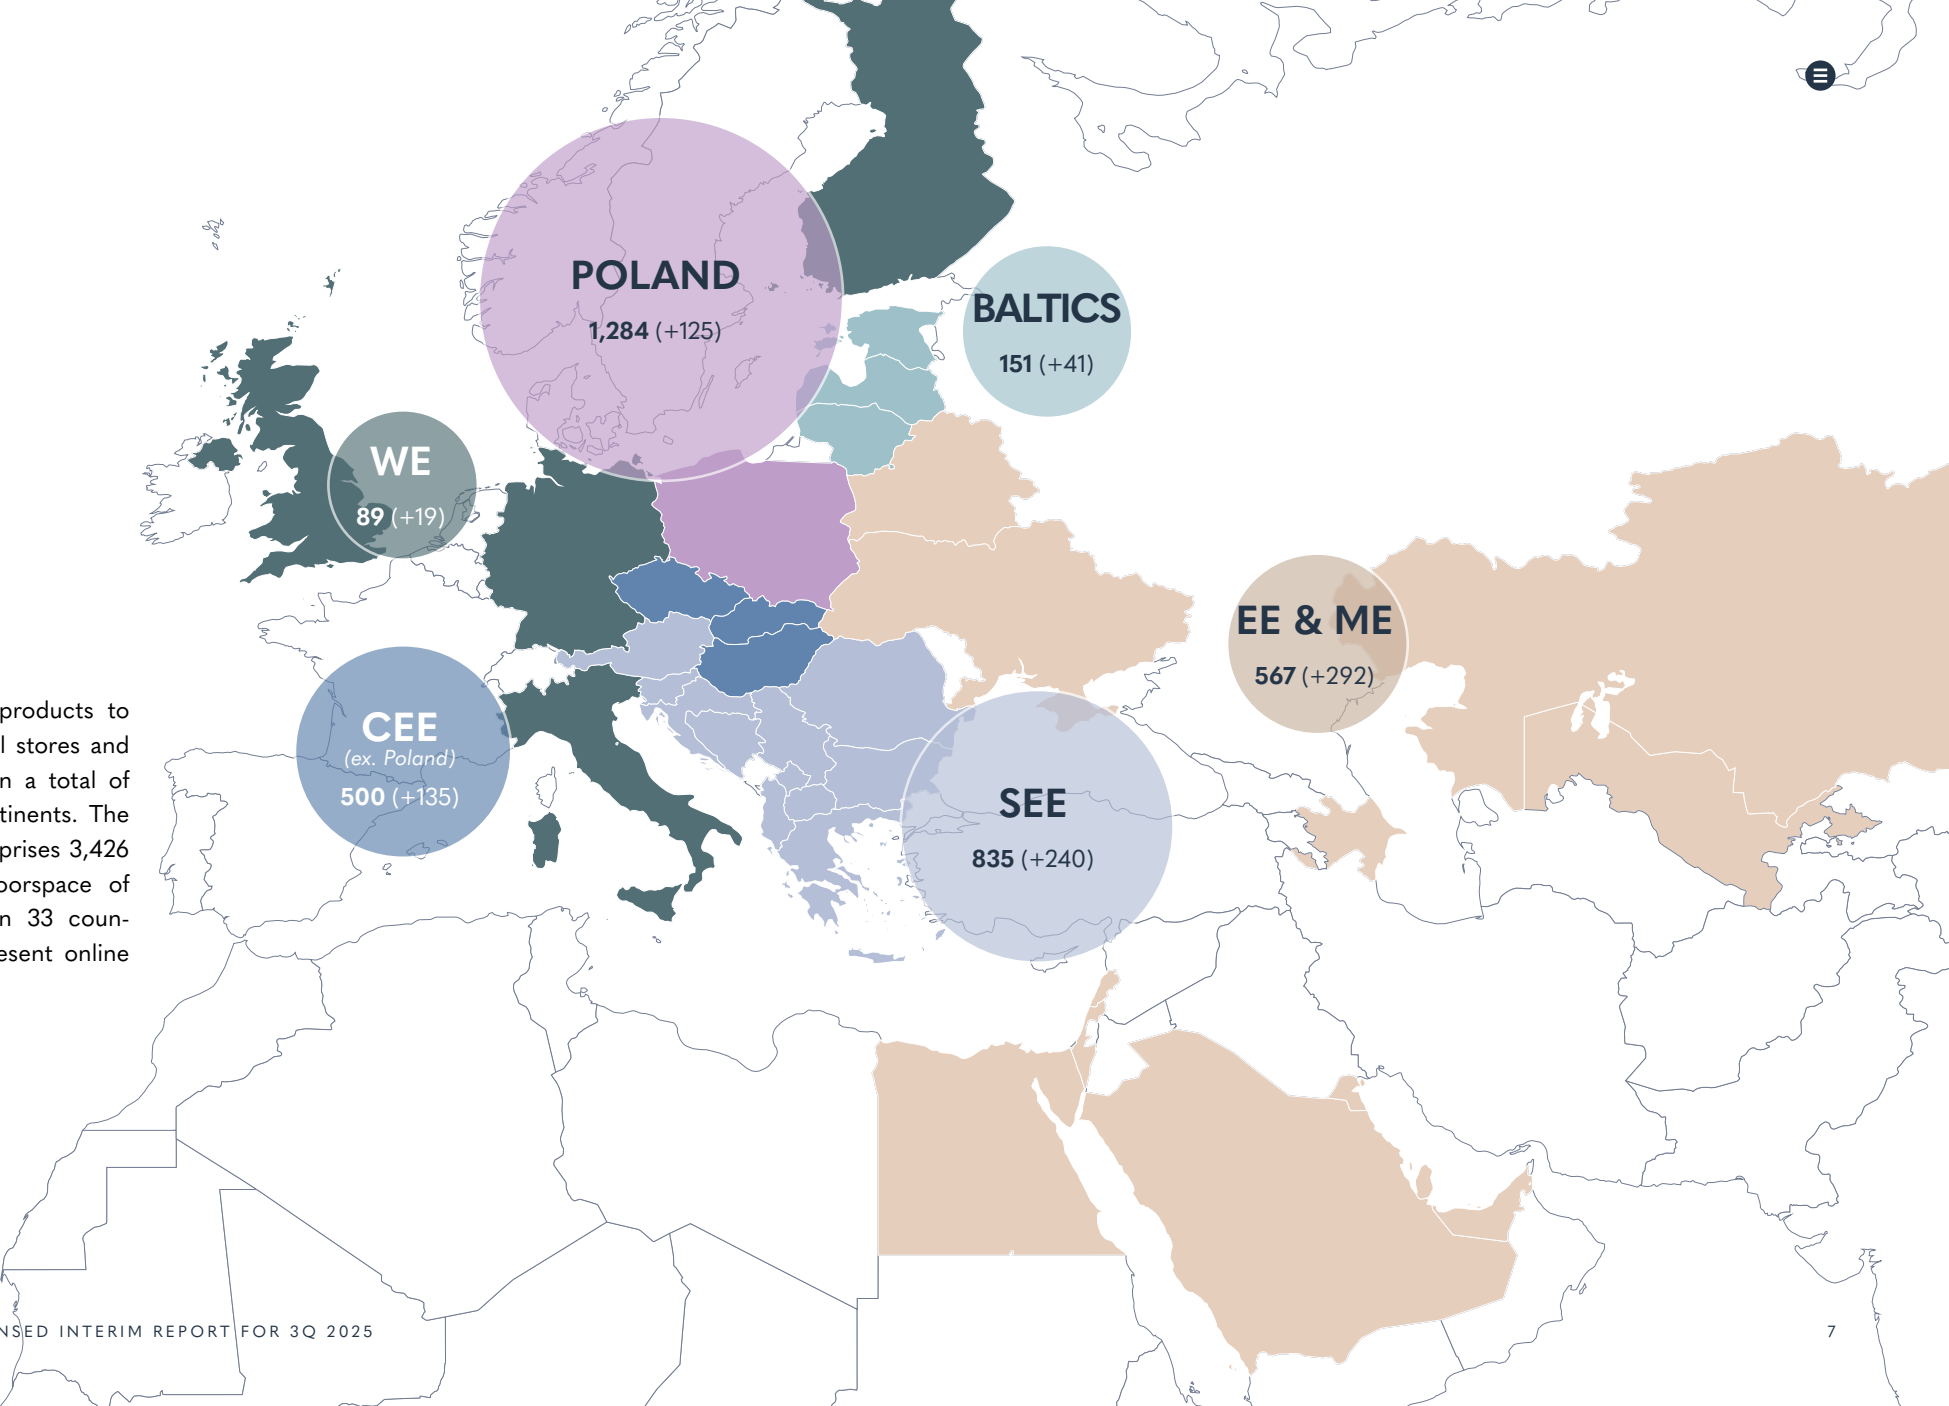 POLAND
1,284 (+125)
BALTICS
151 (+41)
WE
89 (+19)
EE & ME
567 (+292)
CEE
(ex. Poland)
500 (+135)
SEE
835 (+240)
products to
l stores and
n a total of
tinents. The
prises 3,426
oorspace of
n 33 coun-
esent online
NSED INTERIM REPORT FOR 3Q 2025
7